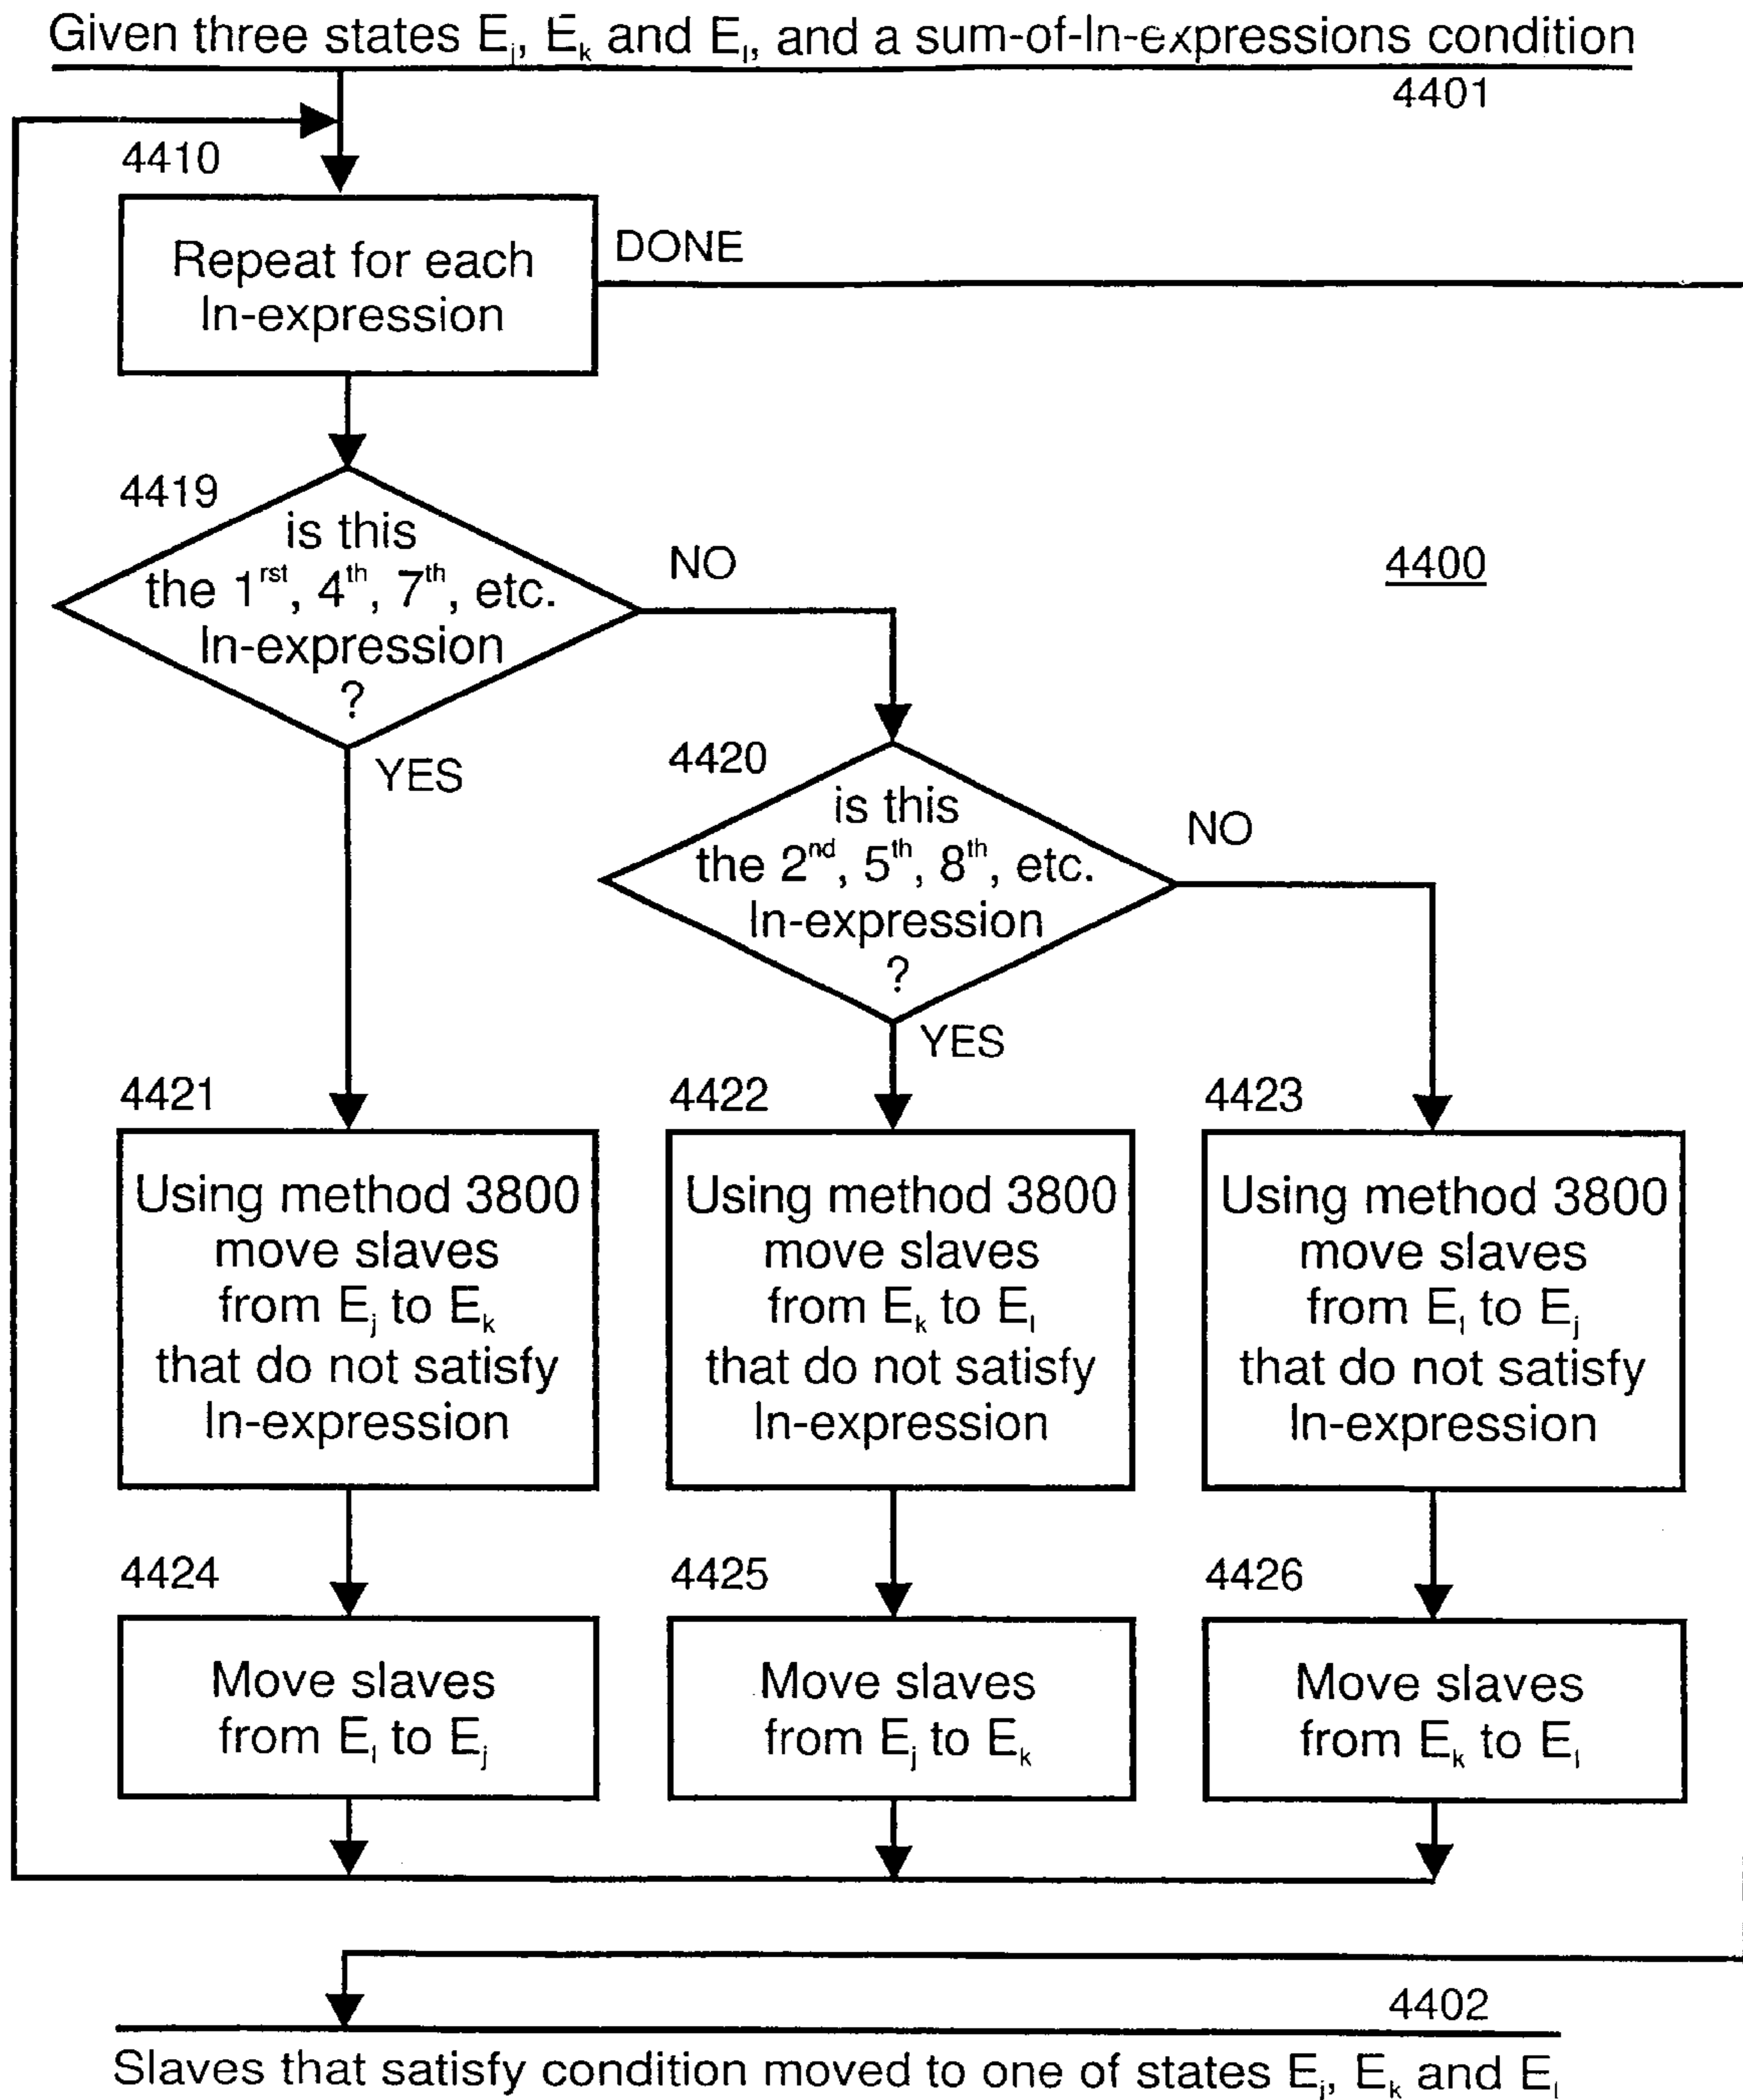 Given three states Ej, Ek and El, and a sum-of-ln-expressions condition
4401
4410
Repeat for each
ln-expression
DONE
4419
is this
the 1rst, 4th, 7th, etc.
ln-expression
?
NO
YES
4400
4420
is this
the 2nd, 5th, 8th, etc.
ln-expression
?
NO
YES
4421
Using method 3800
move slaves
from Ej to Ek
that do not satisfy
ln-expression
4422
Using method 3800
move slaves
from Ek to El
that do not satisfy
ln-expression
4423
Using method 3800
move slaves
from El to Ej
that do not satisfy
ln-expression
4424
Move slaves
from El to Ej
4425
Move slaves
from Ej to Ek
4426
Move slaves
from Ek to El
4402
Slaves that satisfy condition moved to one of states Ej, Ek and El